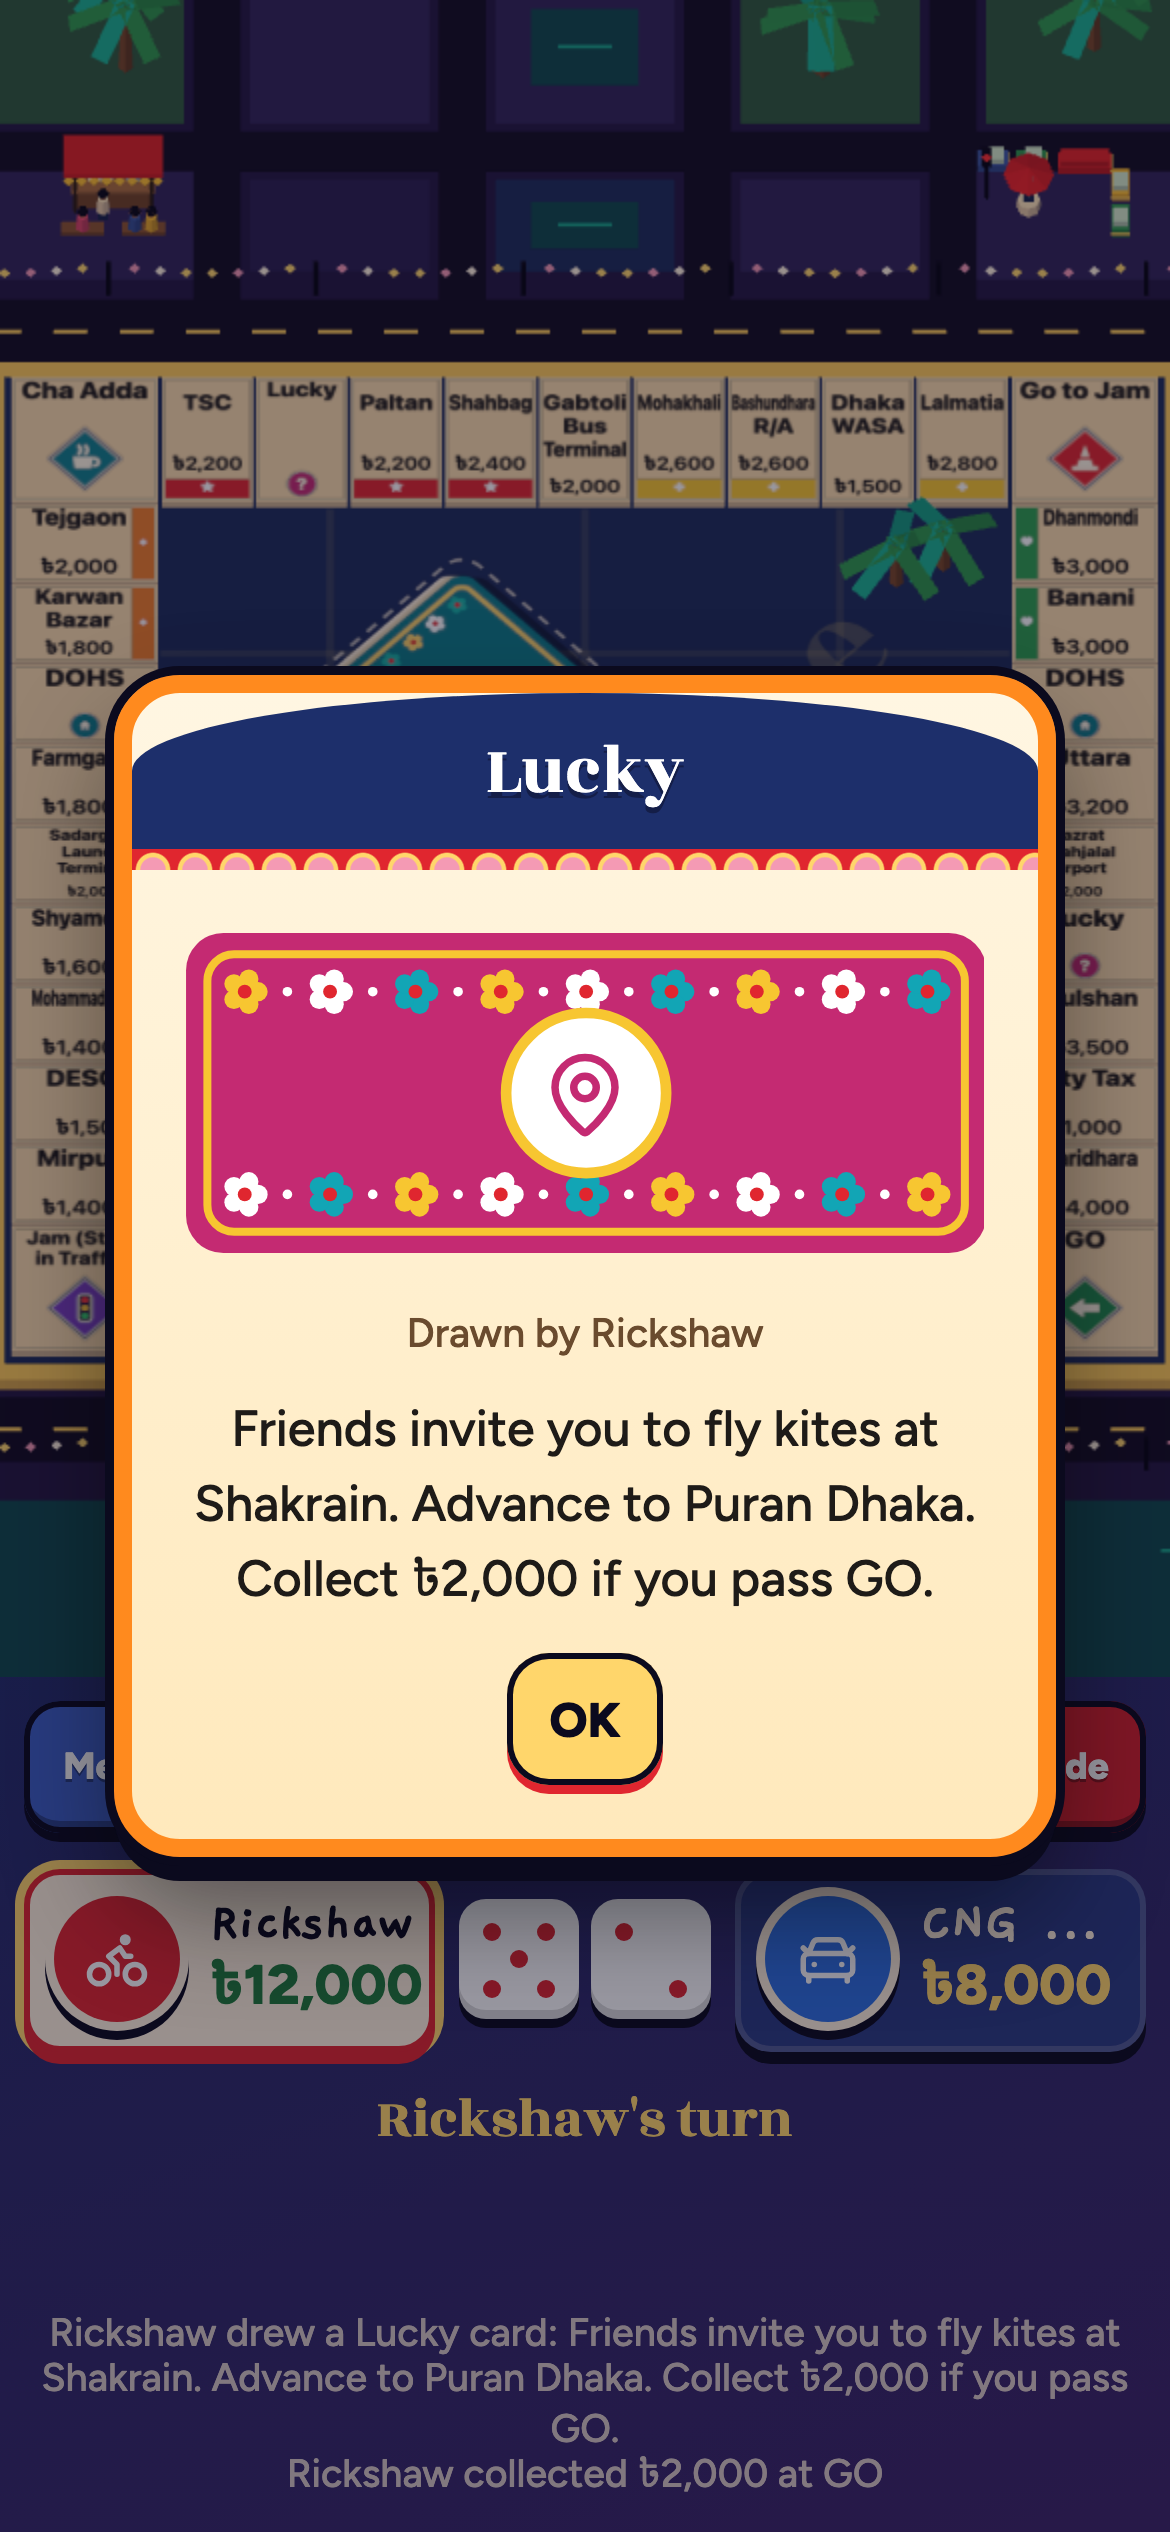 Cha Adda
TSC
Lucky
Paltan
Shahbag
Gabtoli
Bus
Terminal
Mohakhali
Bashundhara
R/A
Dhaka
WASA
Lalmatia
Go to Jam
৳2,200
?
৳2,200
৳2,400
৳2,000
৳2,600
৳2,600
৳1,500
৳2,800
Tejgaon
৳2,000
Dhanmondi
৳3,000
Karwan
Bazar
৳1,800
Banani
৳3,000
DOHS
DOHS
Lucky
Drawn by Rickshaw
Friends invite you to fly kites at
Shakrain. Advance to Puran Dhaka.
Collect ৳2,000 if you pass GO.
OK
Jam (St
in Traff
GO
Rickshaw
৳12,000
CNG ...
৳8,000
Rickshaw's turn
Rickshaw drew a Lucky card: Friends invite you to fly kites at
Shakrain. Advance to Puran Dhaka. Collect ৳2,000 if you pass
GO.
Rickshaw collected ৳2,000 at GO